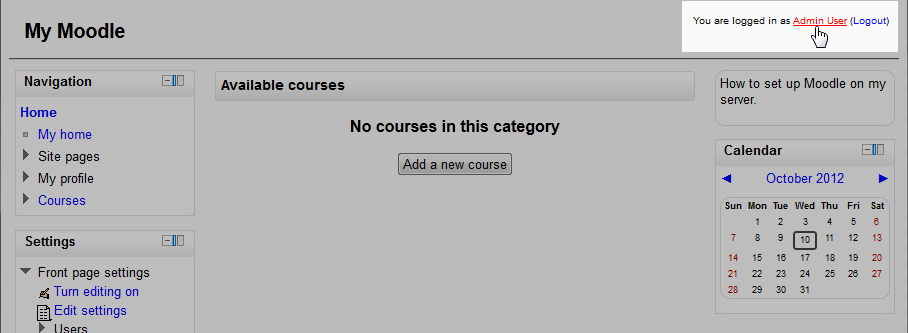 My Moodle
You are logged in as Admin User (Logout)
Navigation
Home
My home
Site pages
My profile
Courses
Settings
Front page settings
Turn editing on
Edit settings
Users
Available courses
No courses in this category
Add a new course
How to set up Moodle on my
server.
Calendar
◄ October 2012 ►
Sun Mon Tue Wed Thu Fri Sat
1 2 3 4 5 6
7 8 9 10 11 12 13
14 15 16 17 18 19 20
21 22 23 24 25 26 27
28 29 30 31